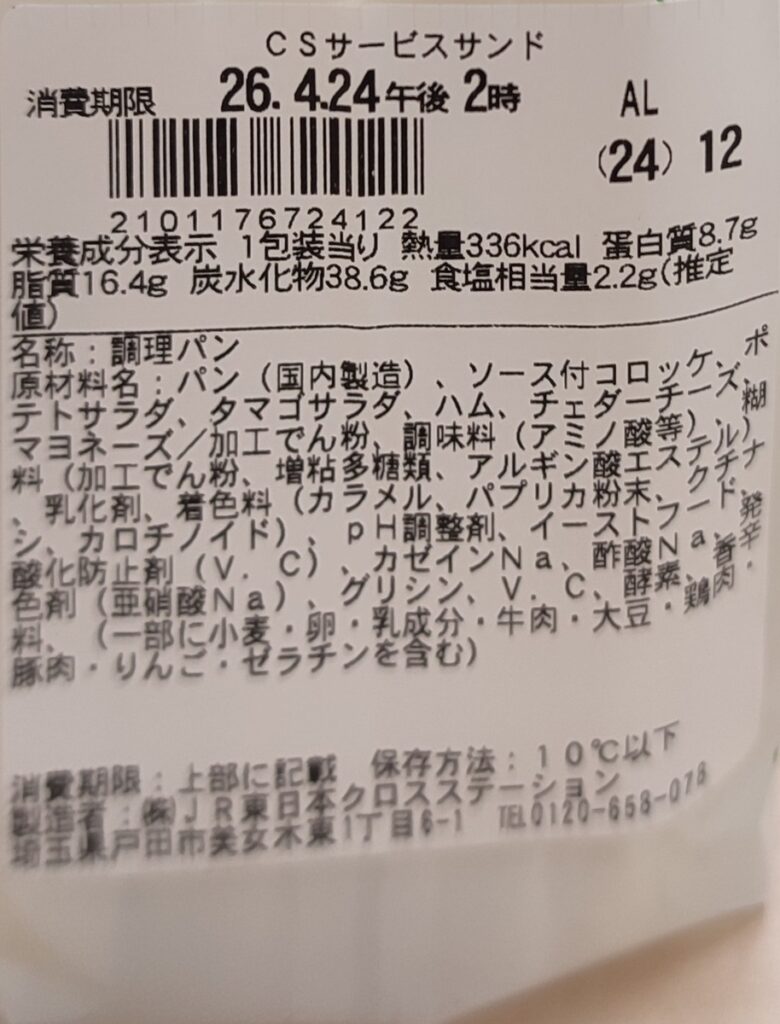 CSサービスサンド
消費期限 26.4.24午後2時 AL
(24) 12
2101176724122
栄養成分表示 1包装当り 熱量336kcal 蛋白質8.7g
脂質16.4g 炭水化物38.6g 食塩相当量2.2g(推定
値)
名称:調理パン
原材料名:パン(国内製造)、ソース付コロッケ、ポ
テトサラダ、タマゴサラダ、ハム、チェダーチーズ、
マヨネーズ/加工でん粉、調味料(アミノ酸等)、糊
料(加工でん粉、増粘多糖類、アルギン酸エステル)
、乳化剤、着色料(カラメル、パプリカ粉末、クチナ
シ、カロチノイド)、pH調整剤、イーストフード、
酸化防止剤(V.C)、カゼインNa、酢酸Na、発
色剤(亜硝酸Na)、グリシン、V.C、酵素、香辛
料、(一部に小麦・卵・乳成分・牛肉・大豆・鶏肉・
豚肉・りんご・ゼラチンを含む)
消費期限:上部に記載 保存方法:10℃以下
製造者:㈱JR東日本クロスステーション
埼玉県戸田市美女木東1丁目6-1 TEL0120-658-078